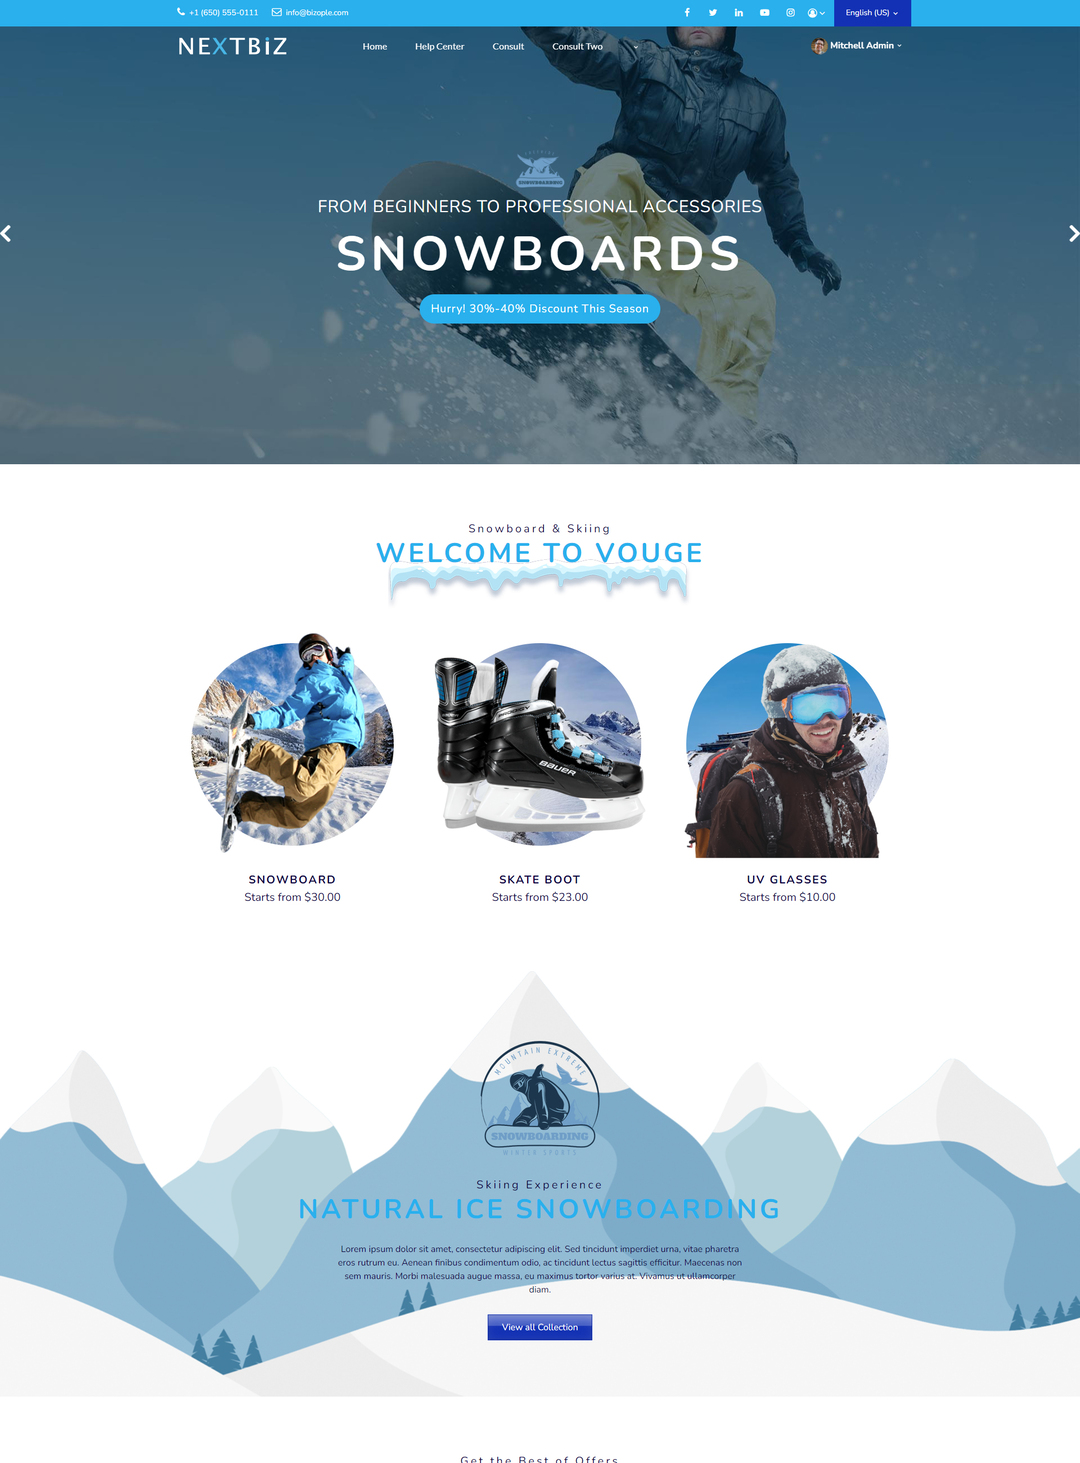 +1 (650) 555-0111 info@bizople.com English (US)
NEXTBIZ Home Help Center Consult Consult Two Mitchell Admin
SNOWBOARDING
FROM BEGINNERS TO PROFESSIONAL ACCESSORIES
SNOWBOARDS
Hurry! 30%-40% Discount This Season
Snowboard & Skiing
WELCOME TO VOUGE
BAUER
SNOWBOARD
Starts from $30.00
SKATE BOOT
Starts from $23.00
UV GLASSES
Starts from $10.00
MOUNTAIN EXTREME
SNOWBOARDING
WINTER SPORTS
Skiing Experience
NATURAL ICE SNOWBOARDING
Lorem ipsum dolor sit amet, consectetur adipiscing elit. Sed tincidunt imperdiet urna, vitae pharetra
eros rutrum eu. Aenean finibus condimentum odio, ac tincidunt lectus sagittis efficitur. Maecenas non
sem mauris. Morbi malesuada augue massa, eu maximus tortor varius at. Vivamus ut ullamcorper
diam.
View all Collection
Get the Best of Offers